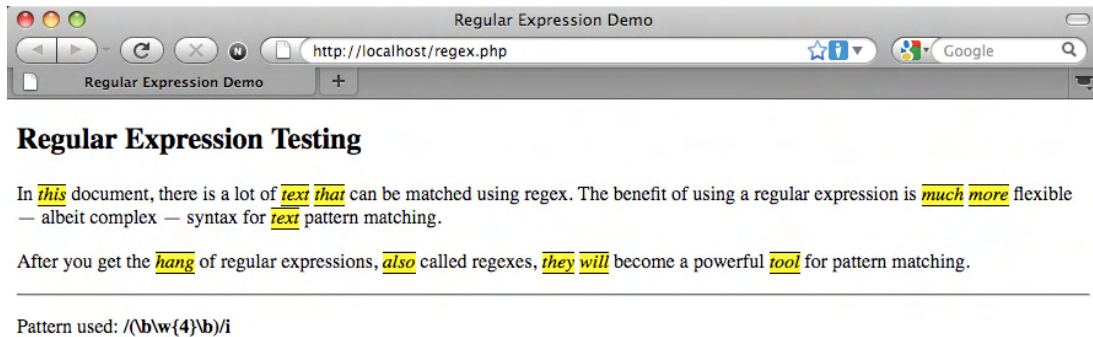 Regular Expression Demo
http://localhost/regex.php
Google
Regular Expression Demo
Regular Expression Testing
In this document, there is a lot of text that can be matched using regex. The benefit of using a regular expression is much more flexible
— albeit complex — syntax for text pattern matching.
After you get the hang of regular expressions, also called regexes, they will become a powerful tool for pattern matching.
Pattern used: /(\b\w{4}\b)/i